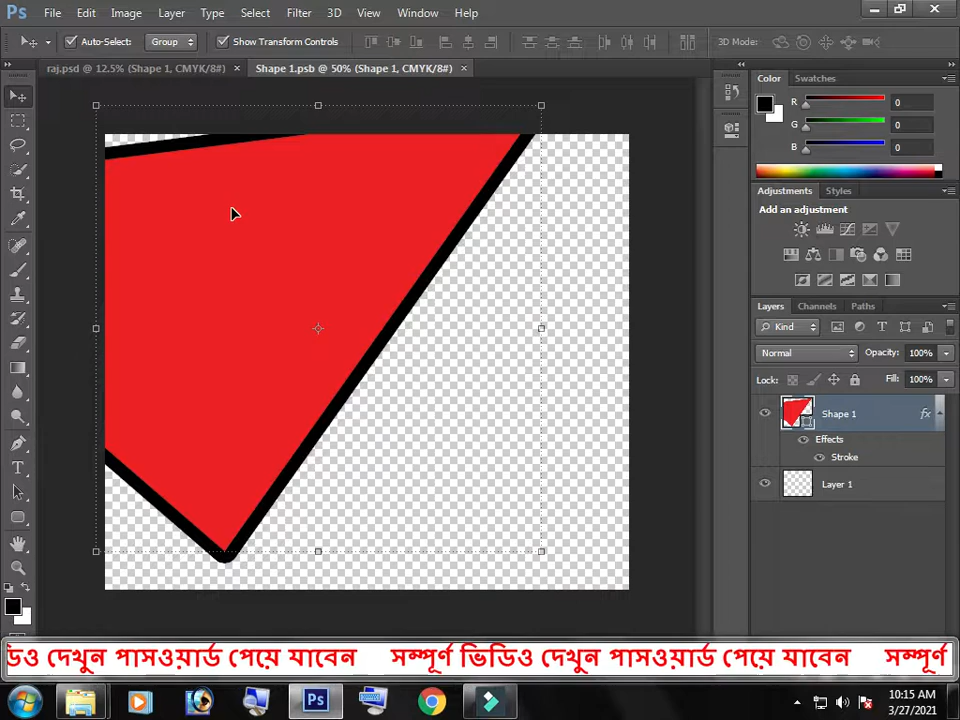 Ps File Edit Image Layer Type Select Filter 3D View Window Help
Auto-Select: Group Show Transform Controls 3D Mode:
raj.psd @ 12.5% (Shape 1, CMYK/8#) × Shape 1.psb @ 50% (Shape 1, CMYK/8#) ×
Color Swatches
R 0
G 0
B 0
Adjustments Styles
Add an adjustment
Layers Channels Paths
Kind
Normal Opacity: 100%
Lock: Fill: 100%
Shape 1 fx
Effects
Stroke
Layer 1
ডিও দেখুন পাসওয়ার্ড পেয়ে যাবেন সম্পূর্ণ ভিডিও দেখুন পাসওয়ার্ড পেয়ে যাবেন সম্পূর্ণ
Ps 10:15 AM
3/27/2021